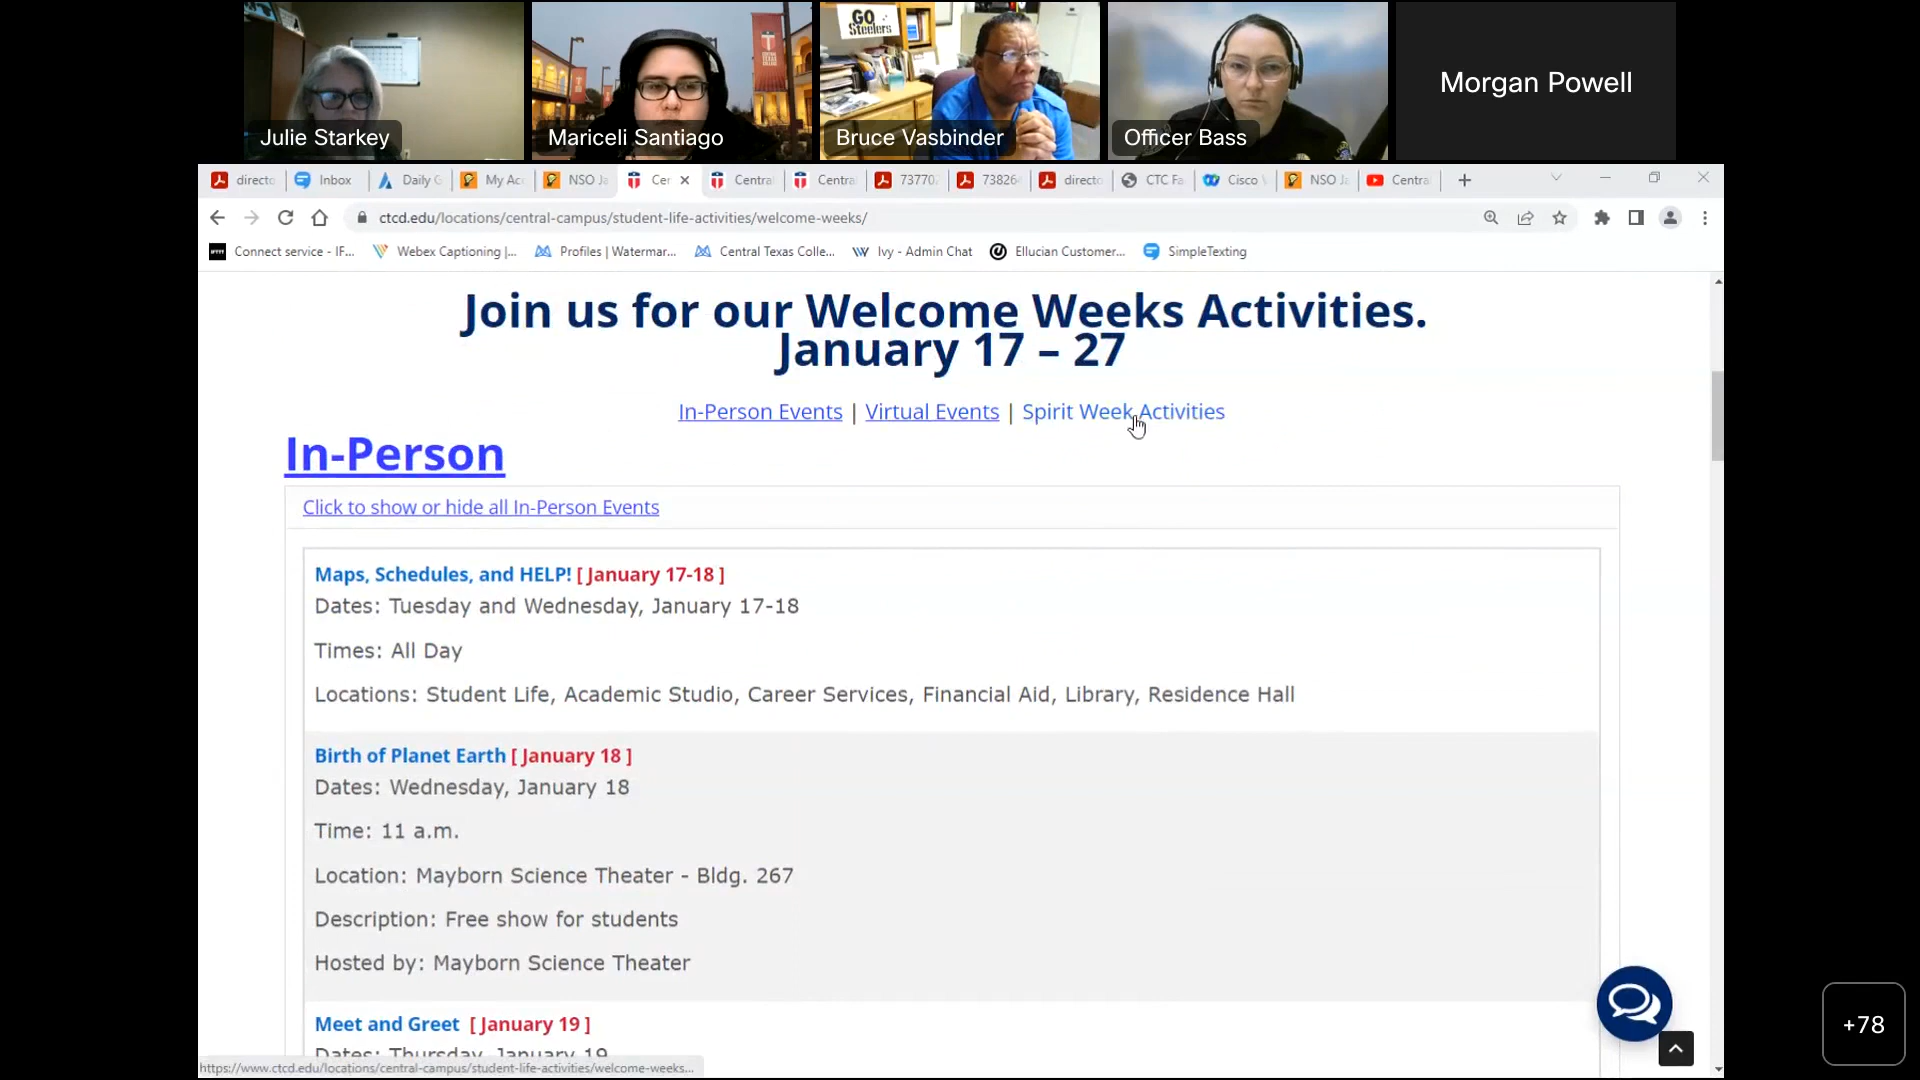 GO
Steelers
Julie Starkey
Mariceli Santiago
Bruce Vasbinder
Officer Bass
Morgan Powell
directo
Inbox
Daily G
My Acc
NSO Ja
Cer
Central
Centra
73770
73826
directo
CTC Fa
Cisco
NSO J
Centra
ctcd.edu/locations/central-campus/student-life-activities/welcome-weeks/
Connect service - IF...
Webex Captioning |...
Profiles | Watermar...
Central Texas Colle...
Ivy - Admin Chat
Ellucian Customer...
SimpleTexting
Join us for our Welcome Weeks Activities.
January 17 – 27
In-Person Events | Virtual Events | Spirit Week Activities
In-Person
Click to show or hide all In-Person Events
Maps, Schedules, and HELP! [ January 17-18 ]
Dates: Tuesday and Wednesday, January 17-18
Times: All Day
Locations: Student Life, Academic Studio, Career Services, Financial Aid, Library, Residence Hall
Birth of Planet Earth [ January 18 ]
Dates: Wednesday, January 18
Time: 11 a.m.
Location: Mayborn Science Theater - Bldg. 267
Description: Free show for students
Hosted by: Mayborn Science Theater
Meet and Greet [ January 19 ]
Dates: Thursday, January 19
https://www.ctcd.edu/locations/central-campus/student-life-activities/welcome-weeks...
+78